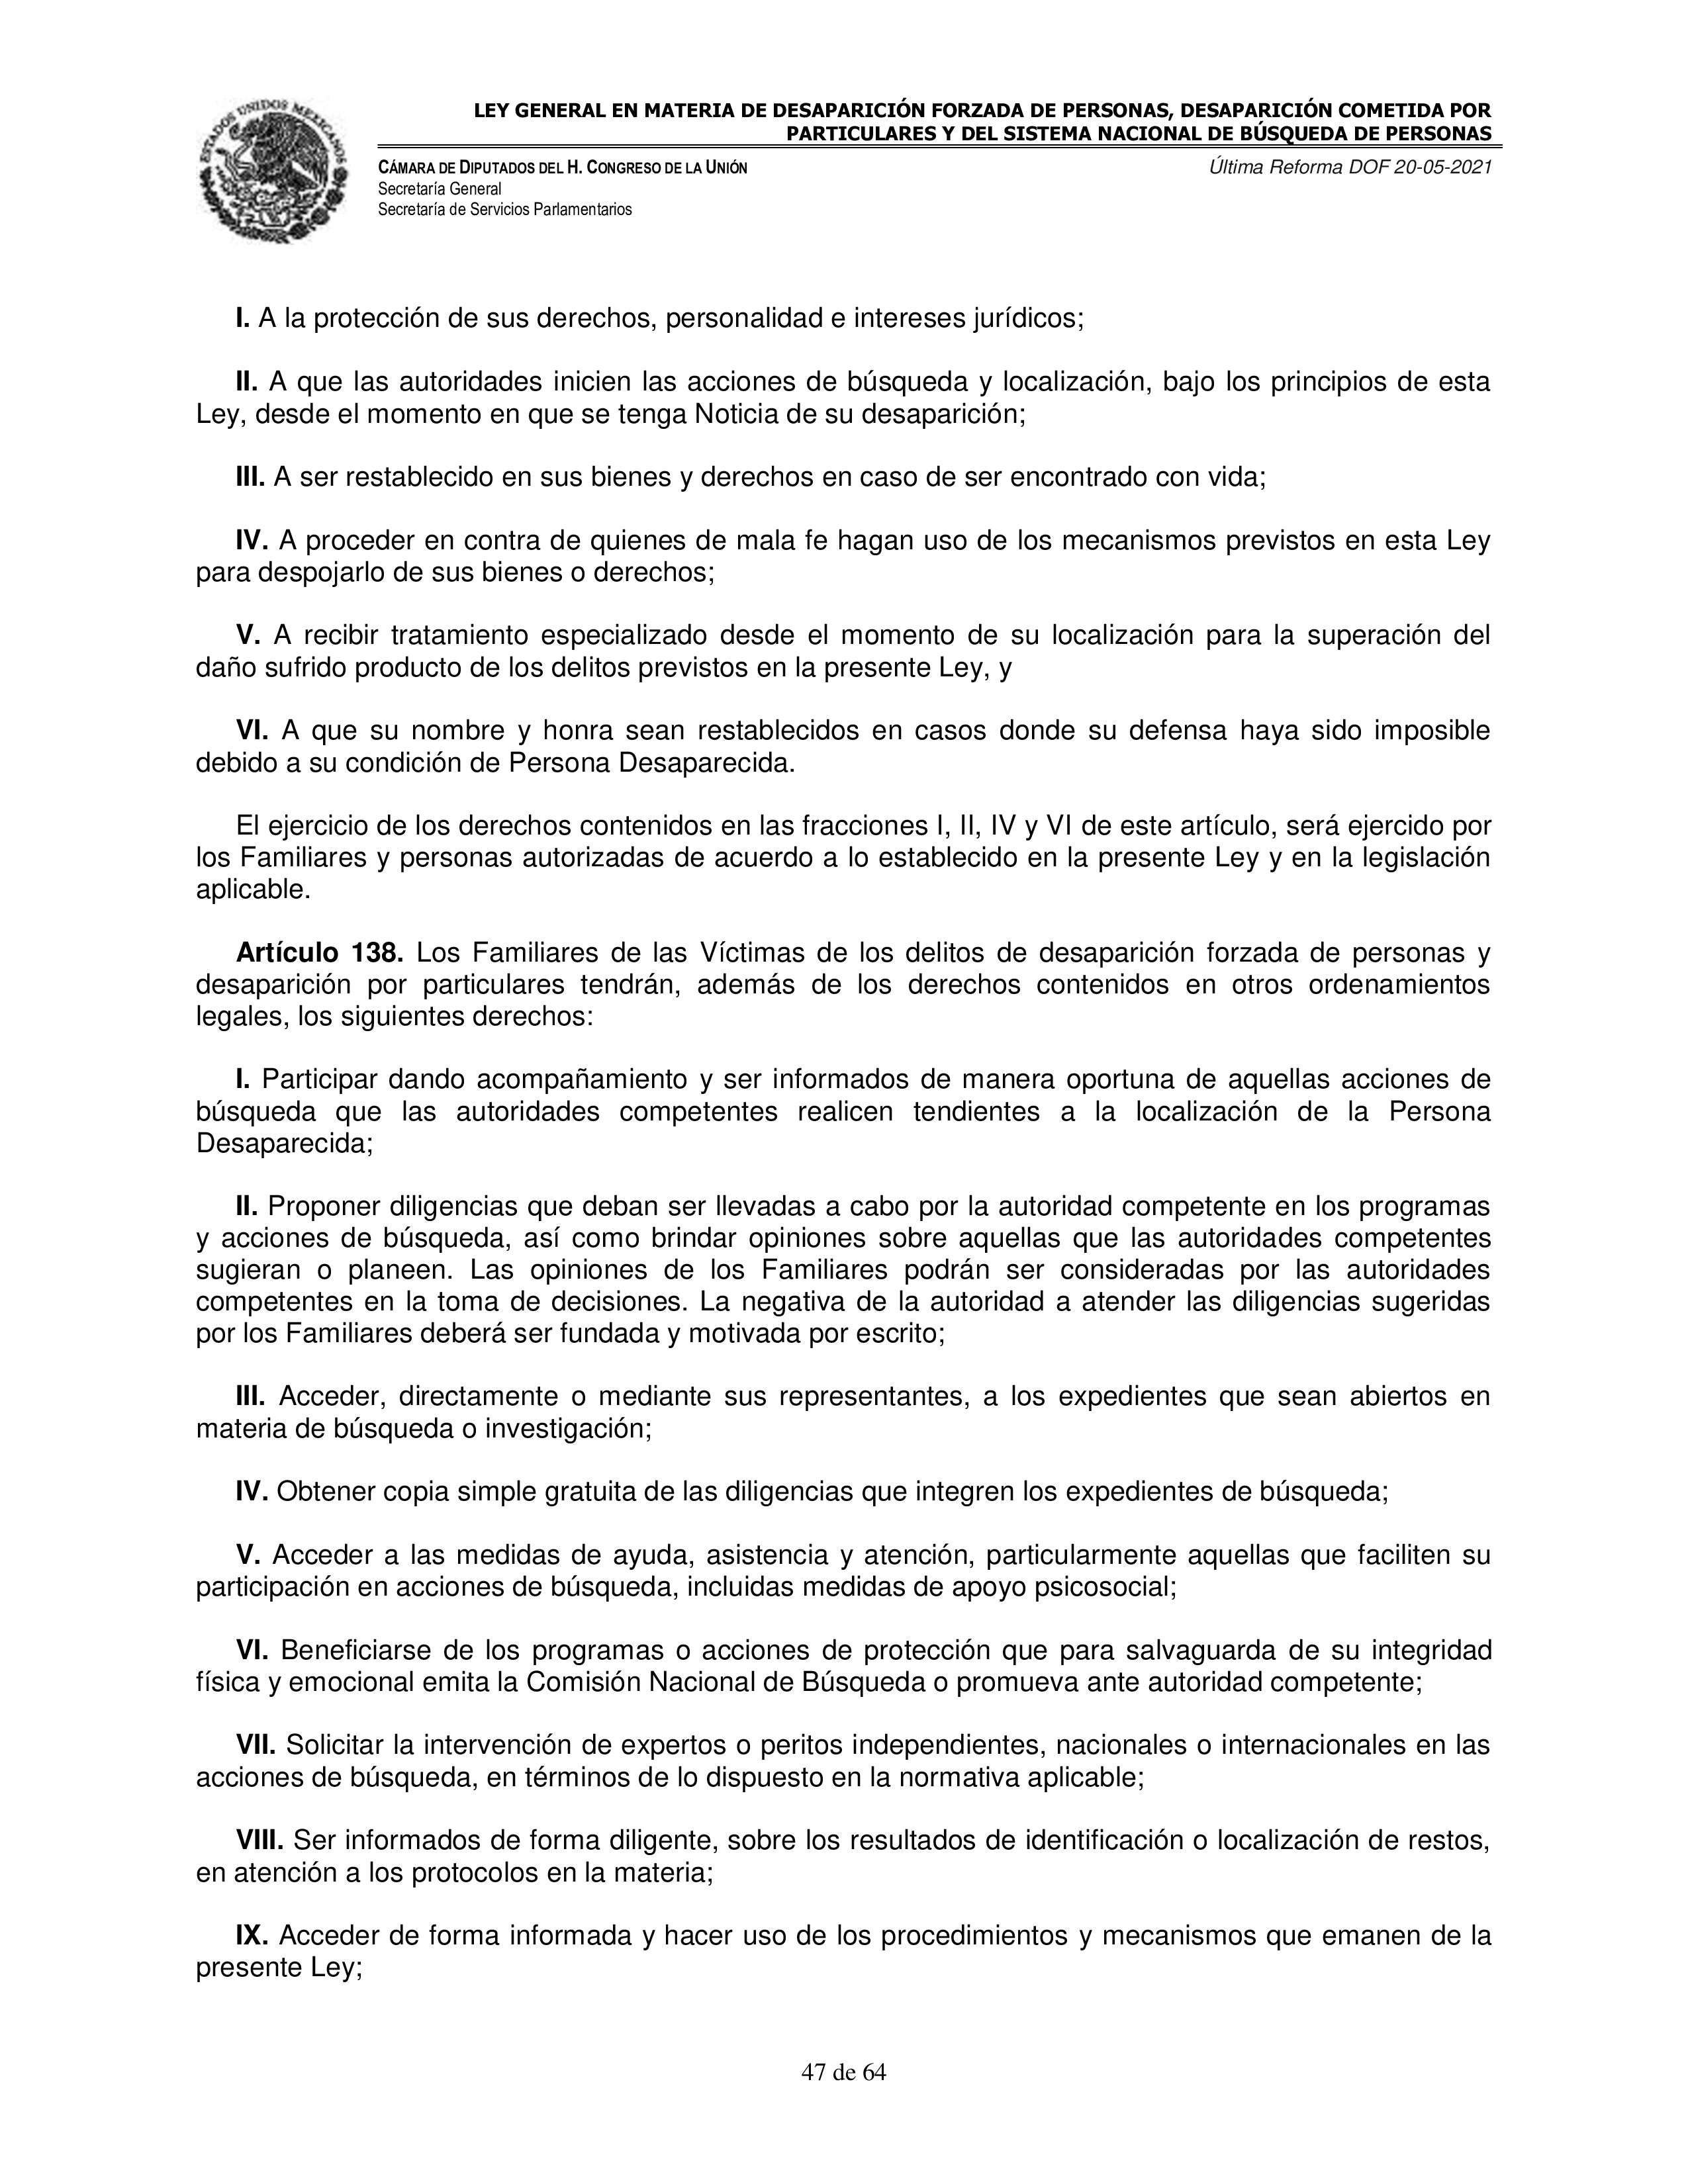 ESTADOS UNIDOS MEXICANOS
LEY GENERAL EN MATERIA DE DESAPARICIÓN FORZADA DE PERSONAS, DESAPARICIÓN COMETIDA POR
PARTICULARES Y DEL SISTEMA NACIONAL DE BÚSQUEDA DE PERSONAS
CÁMARA DE DIPUTADOS DEL H. CONGRESO DE LA UNIÓN
Última Reforma DOF 20-05-2021
Secretaría General
Secretaría de Servicios Parlamentarios
I. A la protección de sus derechos, personalidad e intereses jurídicos;
II. A que las autoridades inicien las acciones de búsqueda y localización, bajo los principios de esta
Ley, desde el momento en que se tenga Noticia de su desaparición;
III. A ser restablecido en sus bienes y derechos en caso de ser encontrado con vida;
IV. A proceder en contra de quienes de mala fe hagan uso de los mecanismos previstos en esta Ley
para despojarlo de sus bienes o derechos;
V. A recibir tratamiento especializado desde el momento de su localización para la superación del
daño sufrido producto de los delitos previstos en la presente Ley, y
VI. A que su nombre y honra sean restablecidos en casos donde su defensa haya sido imposible
debido a su condición de Persona Desaparecida.
El ejercicio de los derechos contenidos en las fracciones I, II, IV y VI de este artículo, será ejercido por
los Familiares y personas autorizadas de acuerdo a lo establecido en la presente Ley y en la legislación
aplicable.
Artículo 138. Los Familiares de las Víctimas de los delitos de desaparición forzada de personas y
desaparición por particulares tendrán, además de los derechos contenidos en otros ordenamientos
legales, los siguientes derechos:
I. Participar dando acompañamiento y ser informados de manera oportuna de aquellas acciones de
búsqueda que las autoridades competentes realicen tendientes a la localización de la Persona
Desaparecida;
II. Proponer diligencias que deban ser llevadas a cabo por la autoridad competente en los programas
y acciones de búsqueda, así como brindar opiniones sobre aquellas que las autoridades competentes
sugieran o planeen. Las opiniones de los Familiares podrán ser consideradas por las autoridades
competentes en la toma de decisiones. La negativa de la autoridad a atender las diligencias sugeridas
por los Familiares deberá ser fundada y motivada por escrito;
III. Acceder, directamente o mediante sus representantes, a los expedientes que sean abiertos en
materia de búsqueda o investigación;
IV. Obtener copia simple gratuita de las diligencias que integren los expedientes de búsqueda;
V. Acceder a las medidas de ayuda, asistencia y atención, particularmente aquellas que faciliten su
participación en acciones de búsqueda, incluidas medidas de apoyo psicosocial;
VI. Beneficiarse de los programas o acciones de protección que para salvaguarda de su integridad
física y emocional emita la Comisión Nacional de Búsqueda o promueva ante autoridad competente;
VII. Solicitar la intervención de expertos o peritos independientes, nacionales o internacionales en las
acciones de búsqueda, en términos de lo dispuesto en la normativa aplicable;
VIII. Ser informados de forma diligente, sobre los resultados de identificación o localización de restos,
en atención a los protocolos en la materia;
IX. Acceder de forma informada y hacer uso de los procedimientos y mecanismos que emanen de la
presente Ley;
47 de 64